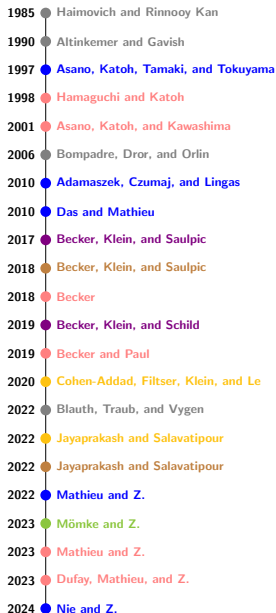 1985 Haimovich and Rinnooy Kan
1990 Altinkemer and Gavish
1997 Asano, Katoh, Tamaki, and Tokuyama
1998 Hamaguchi and Katoh
2001 Asano, Katoh, and Kawashima
2006 Bompadre, Dror, and Orlin
2010 Adamaszek, Czumaj, and Lingas
2010 Das and Mathieu
2017 Becker, Klein, and Saulpic
2018 Becker, Klein, and Saulpic
2018 Becker
2019 Becker, Klein, and Schild
2019 Becker and Paul
2020 Cohen-Addad, Filtser, Klein, and Le
2022 Blauth, Traub, and Vygen
2022 Jayaprakash and Salavatipour
2022 Jayaprakash and Salavatipour
2022 Mathieu and Z.
2023 Mömke and Z.
2023 Mathieu and Z.
2023 Dufay, Mathieu, and Z.
2024 Nie and Z.